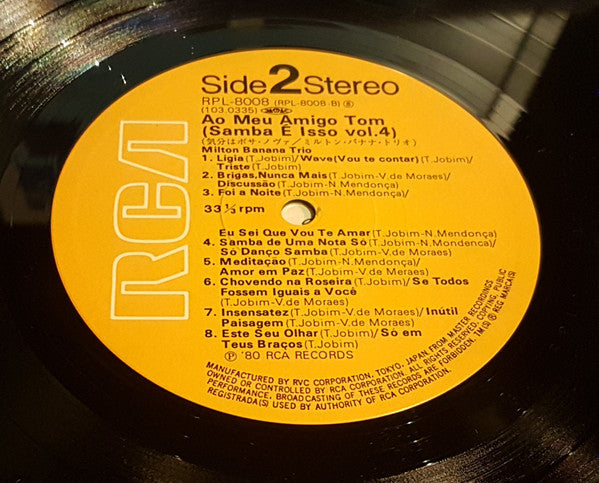 RCA
Side 2 Stereo
RPL-8008 (RPL-8008-B) Ⓑ
(103.0335)
Ao Meu Amigo Tom
(Samba É Isso vol.4)
(気分はボサ・ノヴァ/ミルトン・バナナ・トリオ)
Milton Banana Trio
1. Lígia(T.Jobim)/Wave(Vou te contar)(T.Jobim)/
Triste(T.Jobim)
2. Brigas,Nunca Mais(T.Jobim-V.de Moraes)/
Discussão(T.Jobim-N.Mendonça)
3. Foi a Noite(T.Jobim-N.Mendonça)/
33⅓ rpm
Eu Sei Que Vou Te Amar(T.Jobim-N.Mendonça)
4. Samba de Uma Nota Só(T.Jobim-N.Mondenca)/
Só Danço Samba(T.Jobim-V.de Moraes)
5. Meditação(T.Jobim-N.Mendonça)/
Amor em Paz(T.Jobim-V.de Meraes)
6. Chovendo na Roseira(T.Jobim)/Se Todos
Fossem Iguais a Você
(T.Jobim-V.de Moraes)
7. Insensatez(T.Jobim-V.de Moraes)/Inútil
Paisagem(T.Jobim-V.de Moraes)
8. Este Seu Olhar(T.Jobim)/Só em
Teus Braços(T.Jobim)
Ⓟ '80 RCA RECORDS
MANUFACTURED BY RVC CORPORATION, TOKYO, JAPAN FROM MASTER RECORDINGS
OWNED OR CONTROLLED BY RCA CORPORATION. ALL RIGHTS RESERVED, COPYING, PUBLIC
PERFORMANCE, BROADCASTING OF THESE RECORDS ARE FORBIDDEN. TM(S) ® REG MARCA(S)
REGISTRADA(S) USED BY AUTHORITY OF RCA CORPORATION.